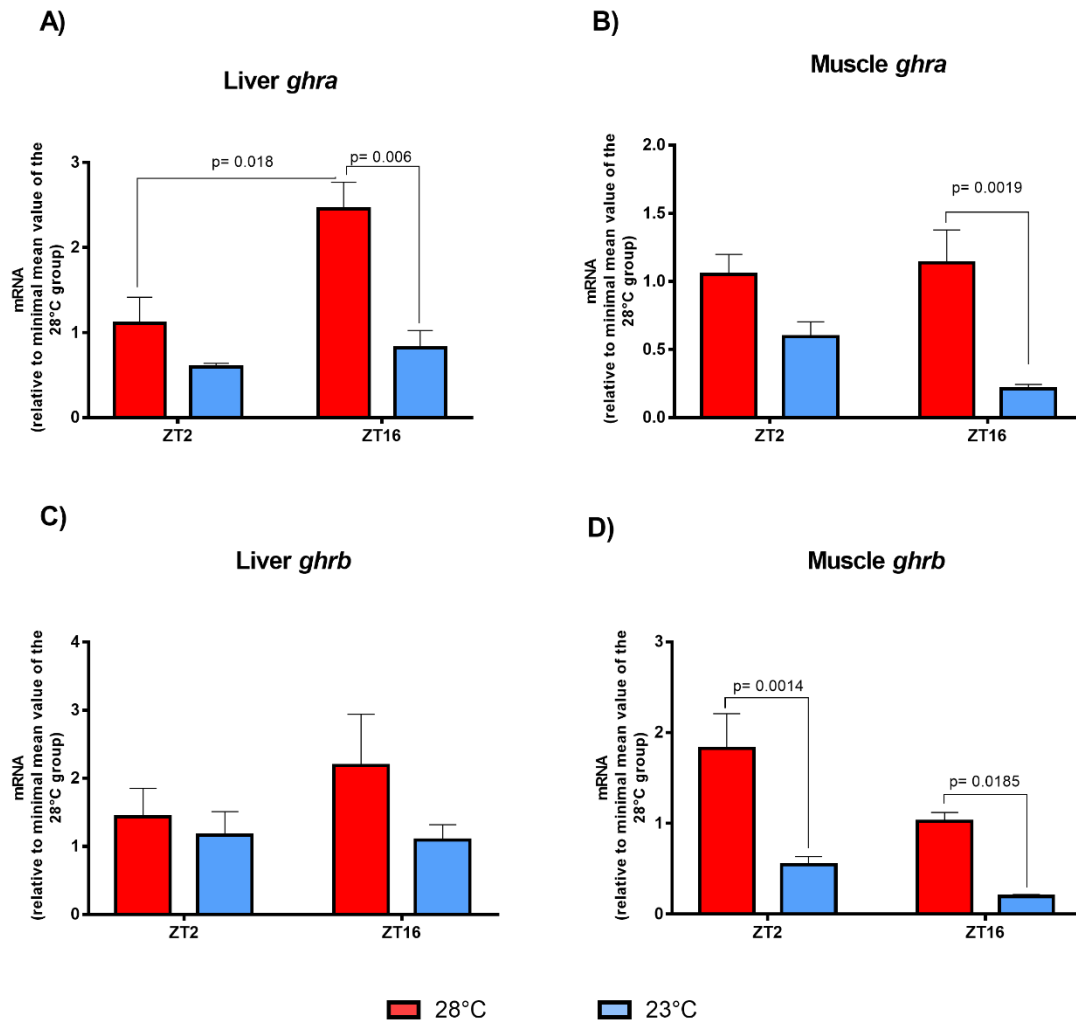 A)
Liver ghra
mRNA
(relative to minimal mean value of the
28°C group)
3
2
1
0
p= 0.018
p= 0.006
ZT2
ZT16
B)
Muscle ghra
mRNA
(relative to minimal mean value of the
28°C group)
2.0
1.5
1.0
0.5
0.0
p= 0.0019
ZT2
ZT16
C)
Liver ghrb
mRNA
(relative to minimal mean value of the
28°C group)
4
3
2
1
0
ZT2
ZT16
D)
Muscle ghrb
mRNA
(relative to minimal mean value of the
28°C group)
3
2
1
0
p= 0.0014
p= 0.0185
ZT2
ZT16
28°C
23°C